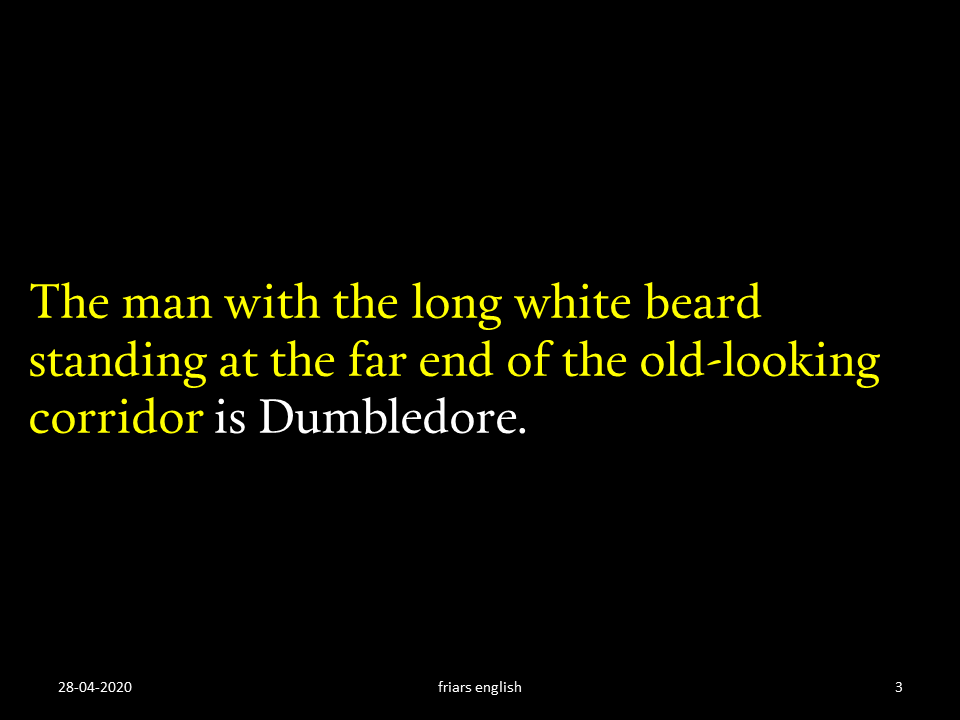 The man with the long white beard
standing at the far end of the old-looking
corridor is Dumbledore.
28-04-2020 friars english 3